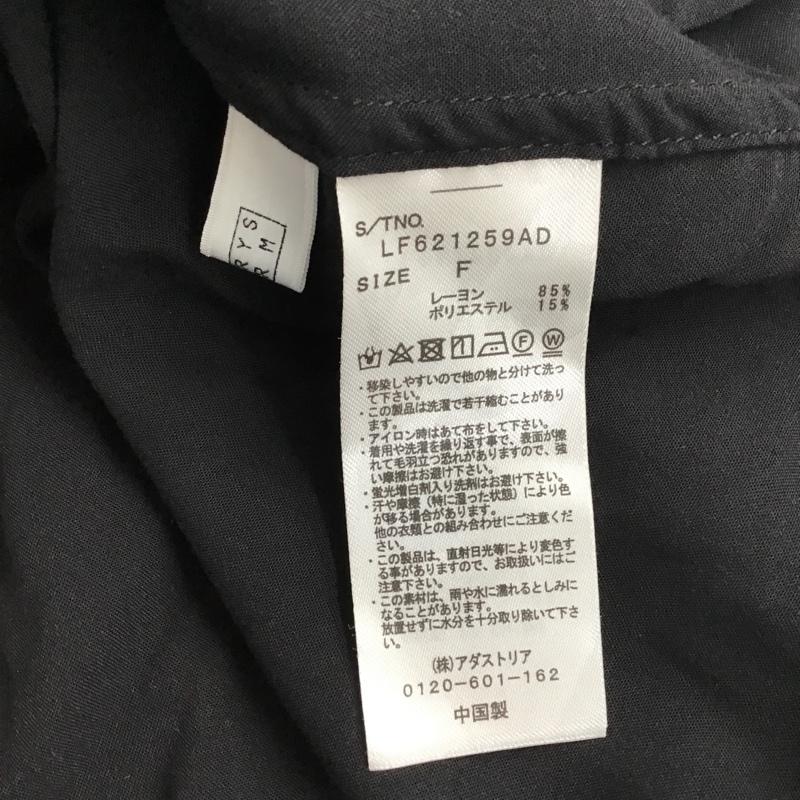 RYS
RM
S/TNO.
LF621259AD
SIZE F
レーヨン 85%
ポリエステル 15%
F W
・移染しやすいので他の物と分けて洗っ
て下さい。
・この製品は洗濯で若干縮むことがあり
ます。
・アイロン時はあて布をして下さい。
・着用や洗濯を繰り返す事で、表面が擦
れて毛羽立つ恐れがありますので、強
い摩擦はお避け下さい。
・蛍光増白剤入り洗剤はお避け下さい。
・汗や摩擦(特に湿った状態)により色
が移る場合があります。
他の衣類との組み合わせにご注意くだ
さい。
・この製品は、直射日光等により変色す
る事がありますので、お取扱いにはご
注意下さい。
・この素材は、雨や水に濡れるとしみに
なることがあります。
放置せずに水分を十分取り除いて下さ
い。
(株)アダストリア
0120-601-162
中国製